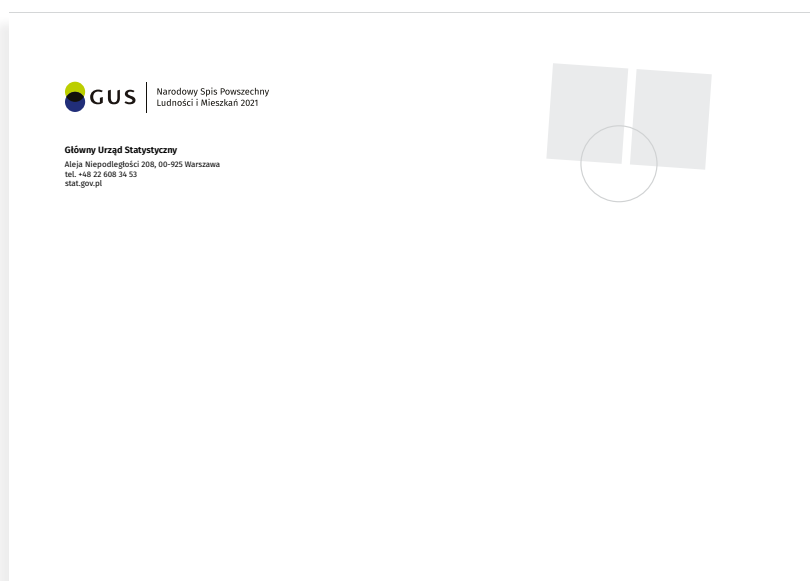 GUS
Narodowy Spis Powszechny
Ludności i Mieszkań 2021
Główny Urząd Statystyczny
Aleja Niepodległości 208, 00-925 Warszawa
tel. +48 22 608 34 53
stat.gov.pl